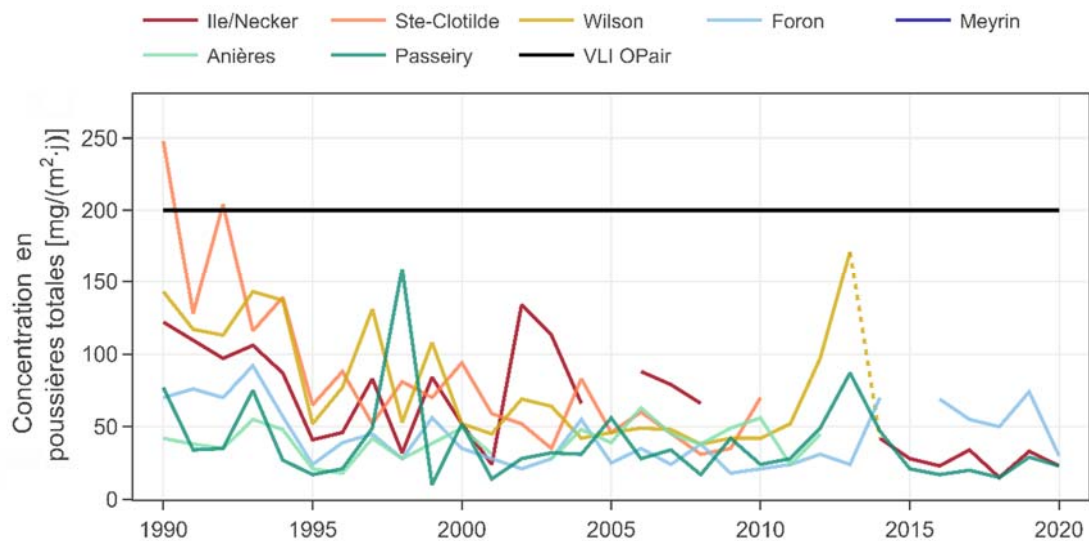 Ile/Necker Ste-Clotilde Wilson Foron Meyrin
Anières Passeiry VLI OPair
Concentration en
poussières totales [mg/(m²·j)]
250
200
150
100
50
0
1990 1995 2000 2005 2010 2015 2020